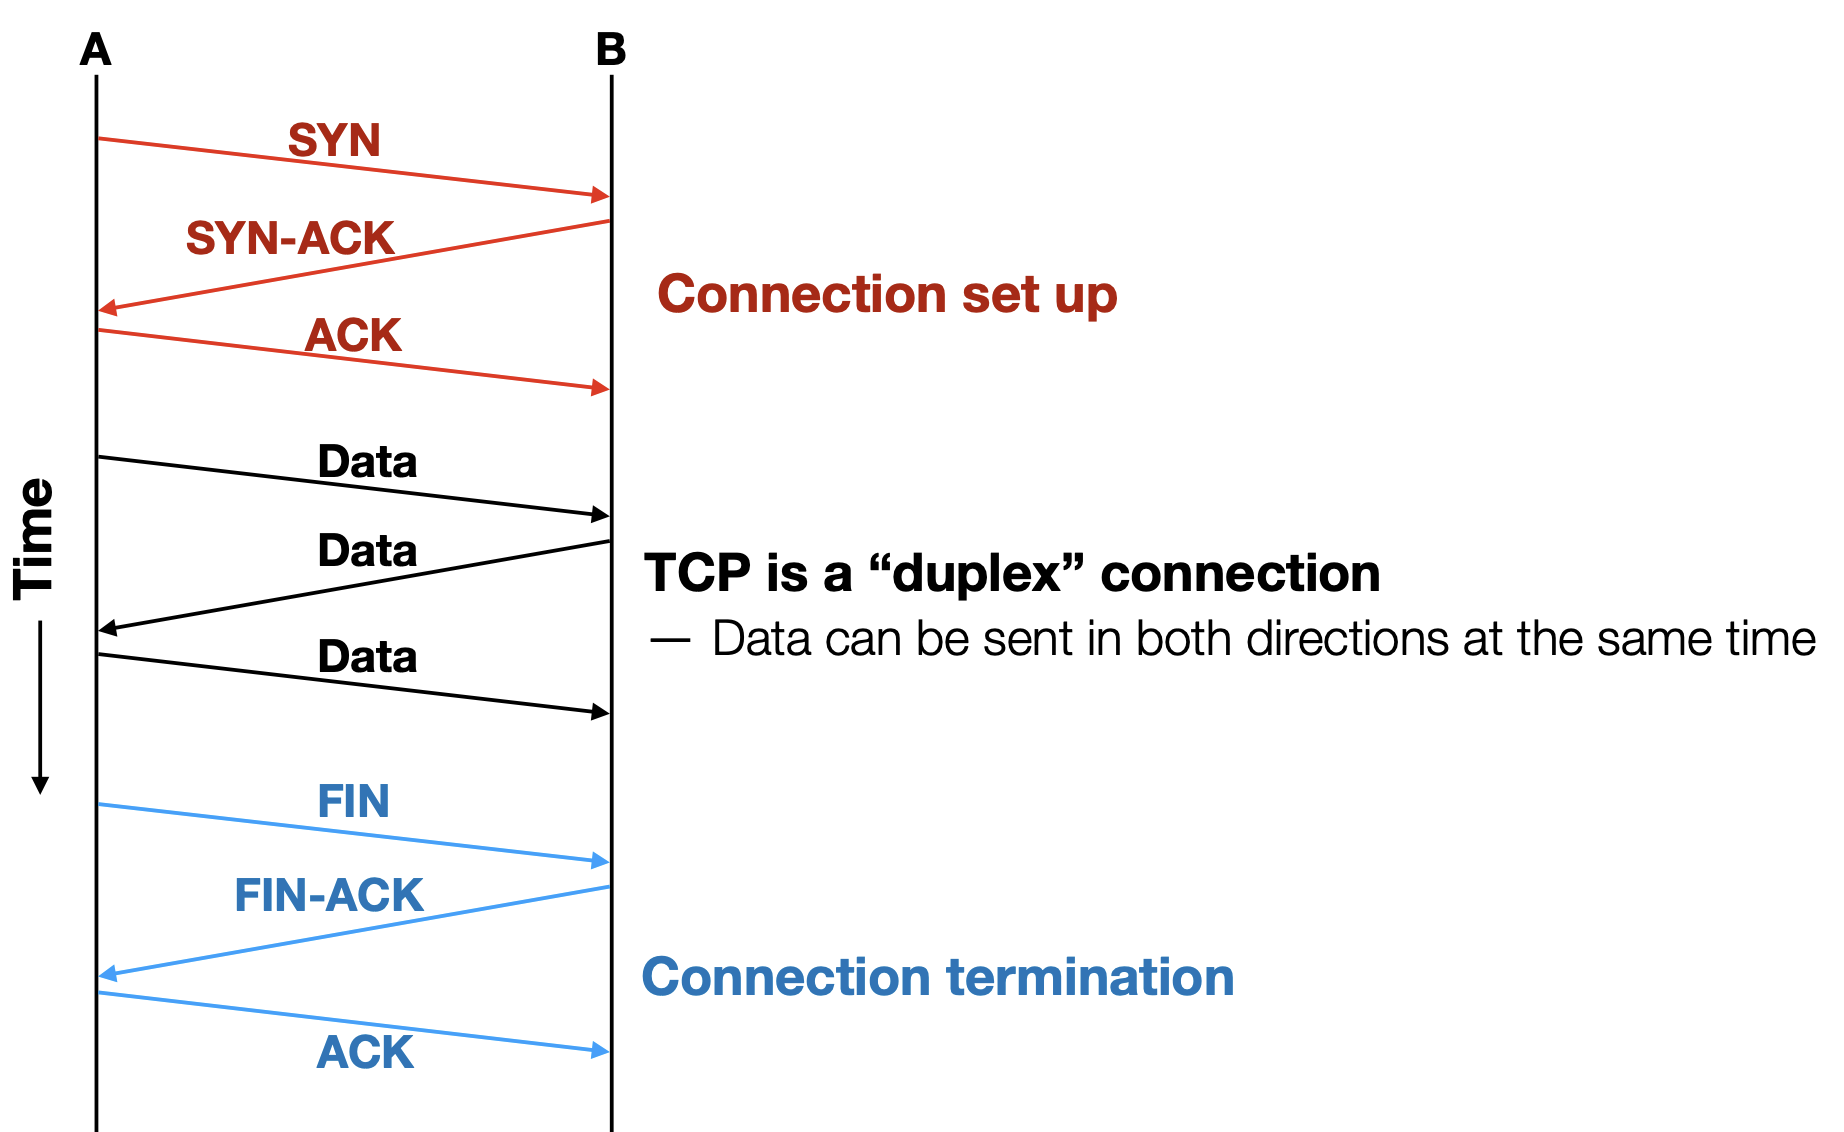 A
B
SYN
SYN-ACK
Connection set up
ACK
Data
Time
Data
TCP is a “duplex” connection
— Data can be sent in both directions at the same time
Data
FIN
FIN-ACK
Connection termination
ACK